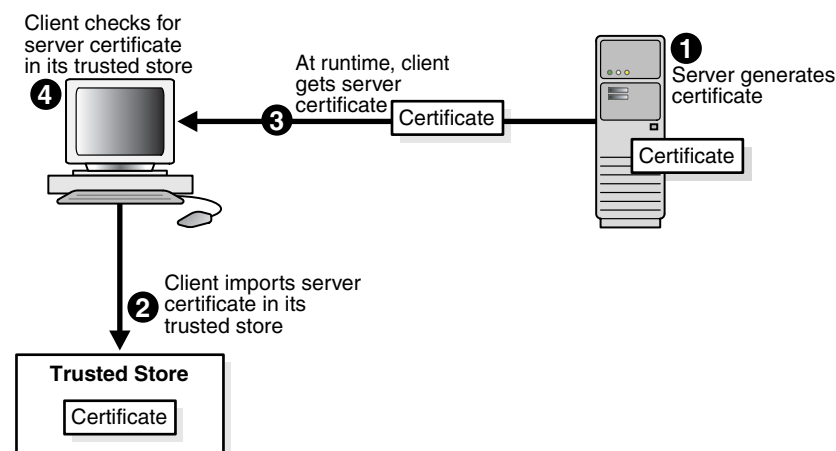 Client checks for
server certificate
in its trusted store
4
At runtime, client
gets server
certificate
3
Certificate
1
Server generates
certificate
Certificate
2
Client imports server
certificate in its
trusted store
Trusted Store
Certificate